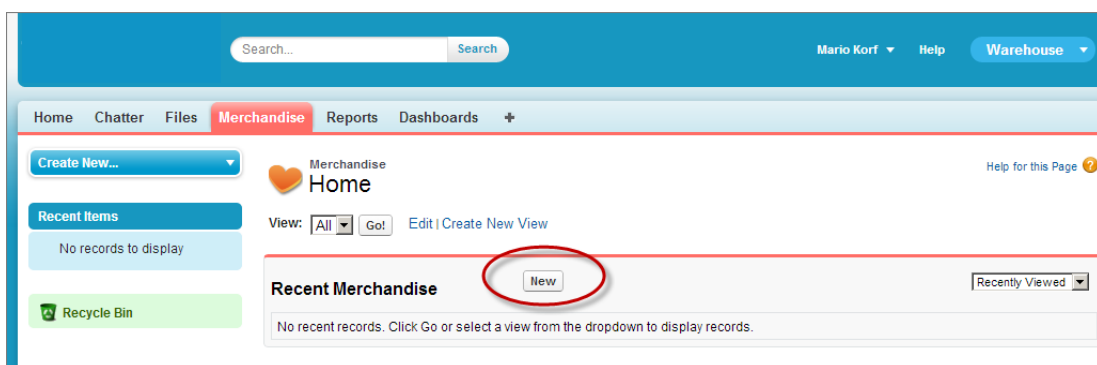 Search... Search Mario Korf Help Warehouse
Home Chatter Files Merchandise Reports Dashboards +
Create New...
Merchandise
Home
Help for this Page ?
Recent Items
No records to display
View: All Go! Edit | Create New View
Recent Merchandise New Recently Viewed
No recent records. Click Go or select a view from the dropdown to display records.
Recycle Bin